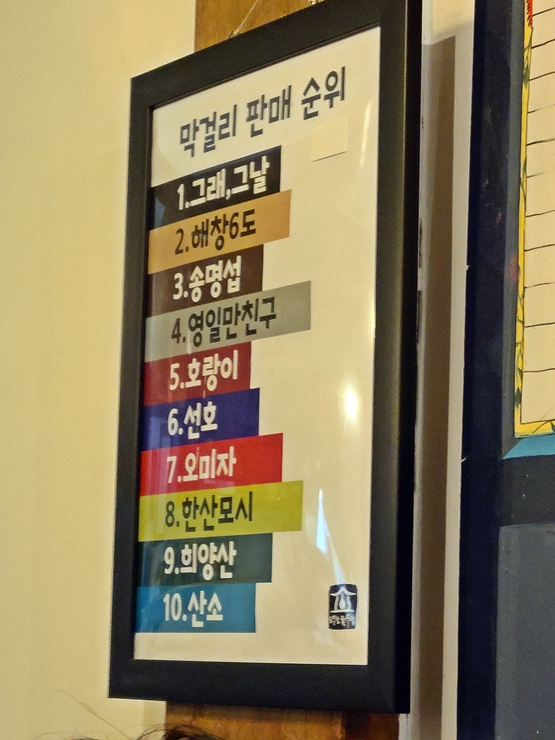 막걸리 판매 순위
1.그래,그날
2.해창6도
3.송명섭
4.영일만친구
5.호랑이
6.선호
7.오미자
8.한산모시
9.희양산
10.산소